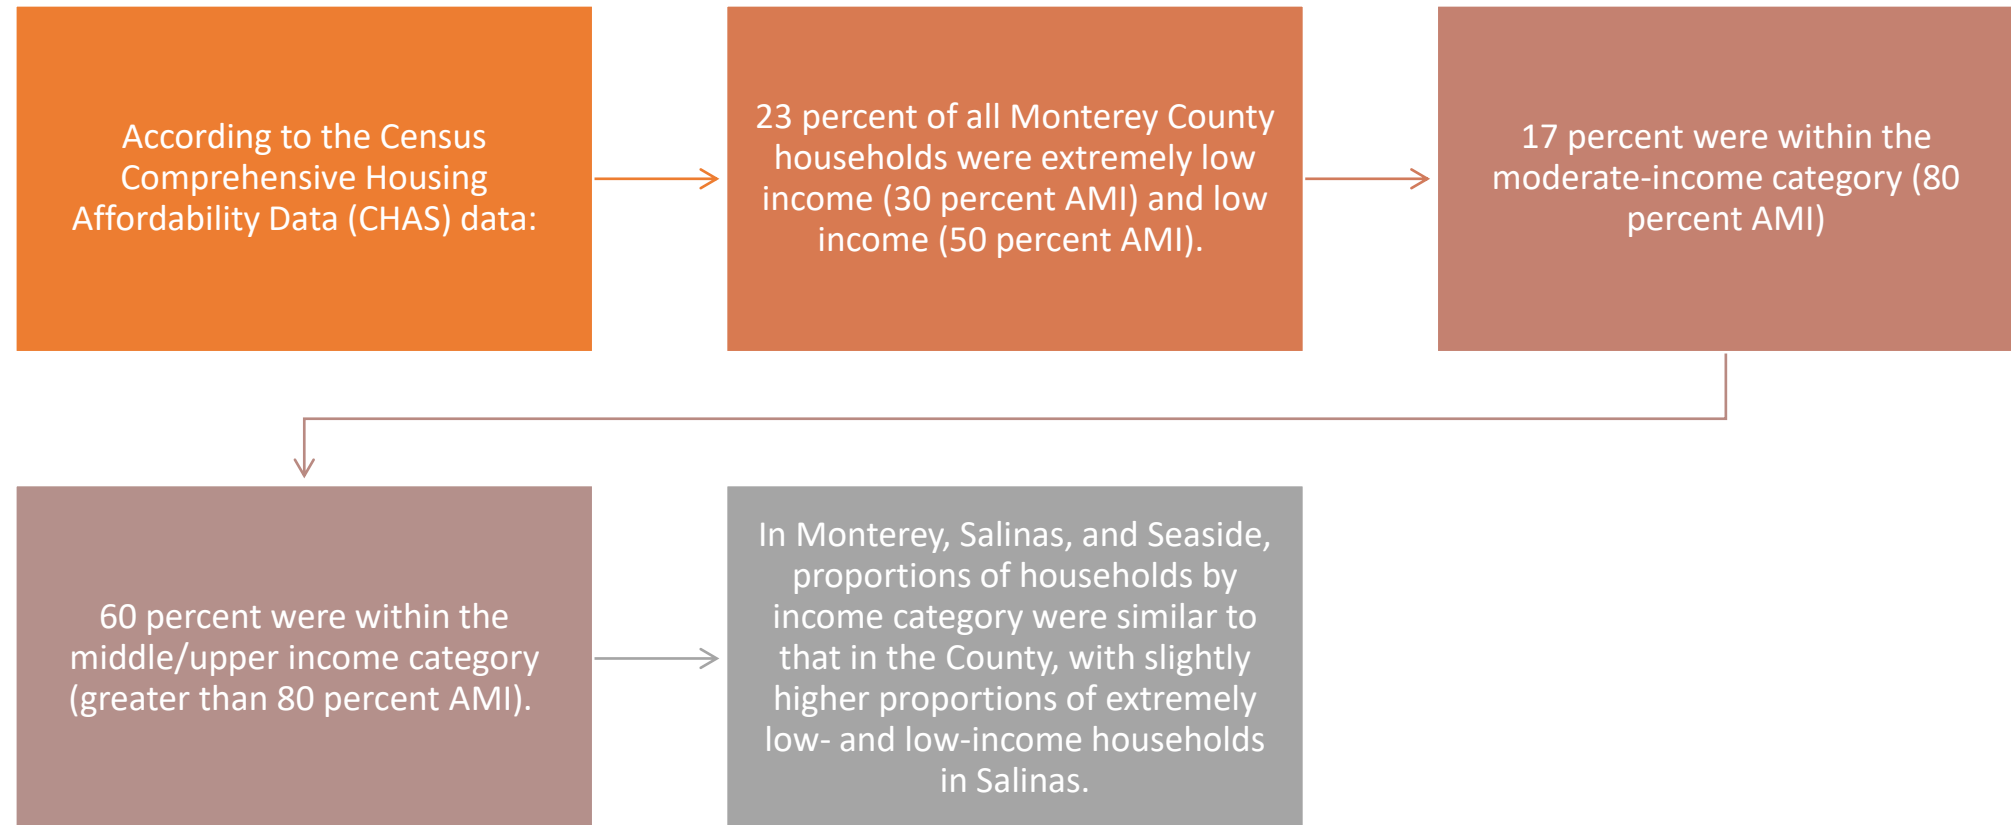 According to the Census
Comprehensive Housing
Affordability Data (CHAS) data:
23 percent of all Monterey County
households were extremely low
income (30 percent AMI) and low
income (50 percent AMI).
17 percent were within the
moderate-income category (80
percent AMI)
60 percent were within the
middle/upper income category
(greater than 80 percent AMI).
In Monterey, Salinas, and Seaside,
proportions of households by
income category were similar to
that in the County, with slightly
higher proportions of extremely
low- and low-income households
in Salinas.